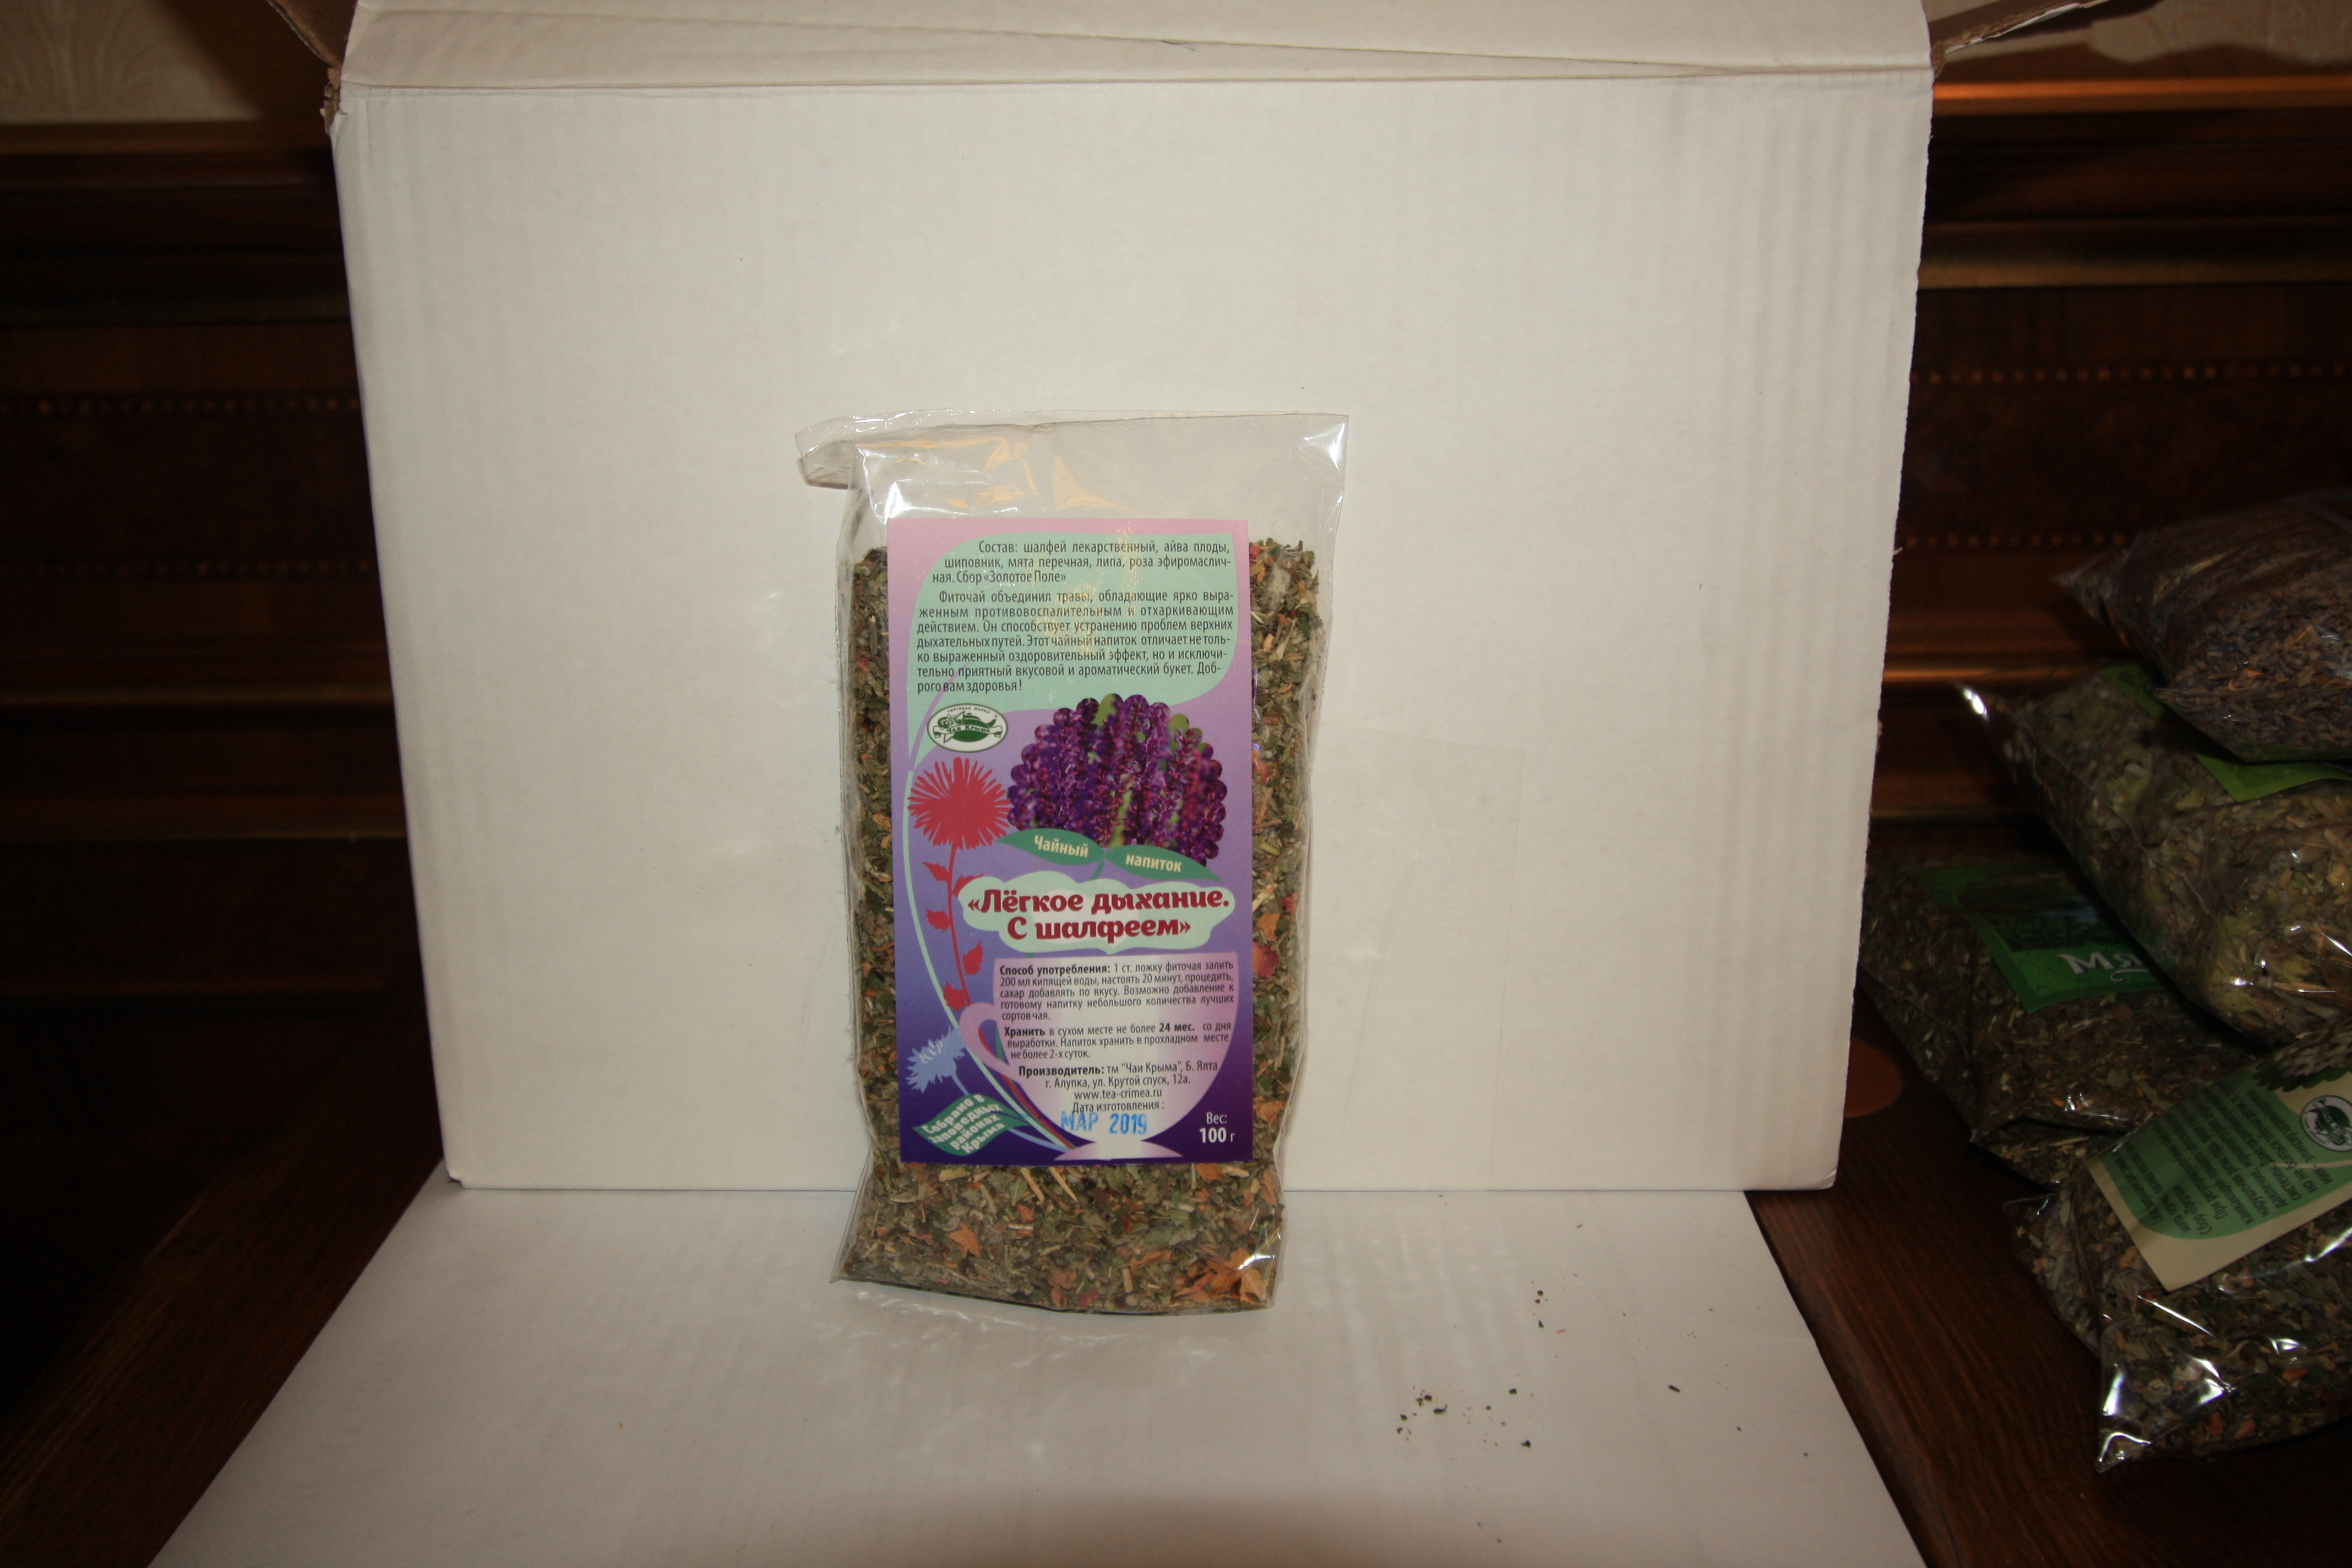 Состав: шалфей лекарственный, айва плоды,
шиповник, мята перечная, липа, роза эфиромаслич-
ная. Сбор «Золотое Поле»
Фиточай объединил травы, обладающие ярко выра-
женным противовоспалительным и отхаркивающим
действием. Он способствует устранению проблем верхних
дыхательных путей. Этот чайный напиток отличает не толь-
ко выраженный оздоровительный эффект, но и исключи-
тельно приятный вкусовой и ароматический букет. Доб-
рого вам здоровья!
Чайный напиток
«Лёгкое дыхание.
С шалфеем»
Способ употребления: 1 ст. ложку фиточая залить
200 мл кипящей воды, настоять 20 минут, процедить,
сахар добавлять по вкусу. Возможно добавление к
готовому напитку небольшого количества лучших
сортов чая.
Хранить в сухом месте не более 24 мес. со дня
выработки. Напиток хранить в прохладном месте
не более 2-х суток.
Производитель: тм "Чаи Крыма", Б. Ялта
г. Алупка, ул. Крутой спуск, 12а.
www.tea-crimea.ru
Дата изготовления :
МАР 2019
Вес:
100 г
Собрано в
заповедных
районах
Крыма